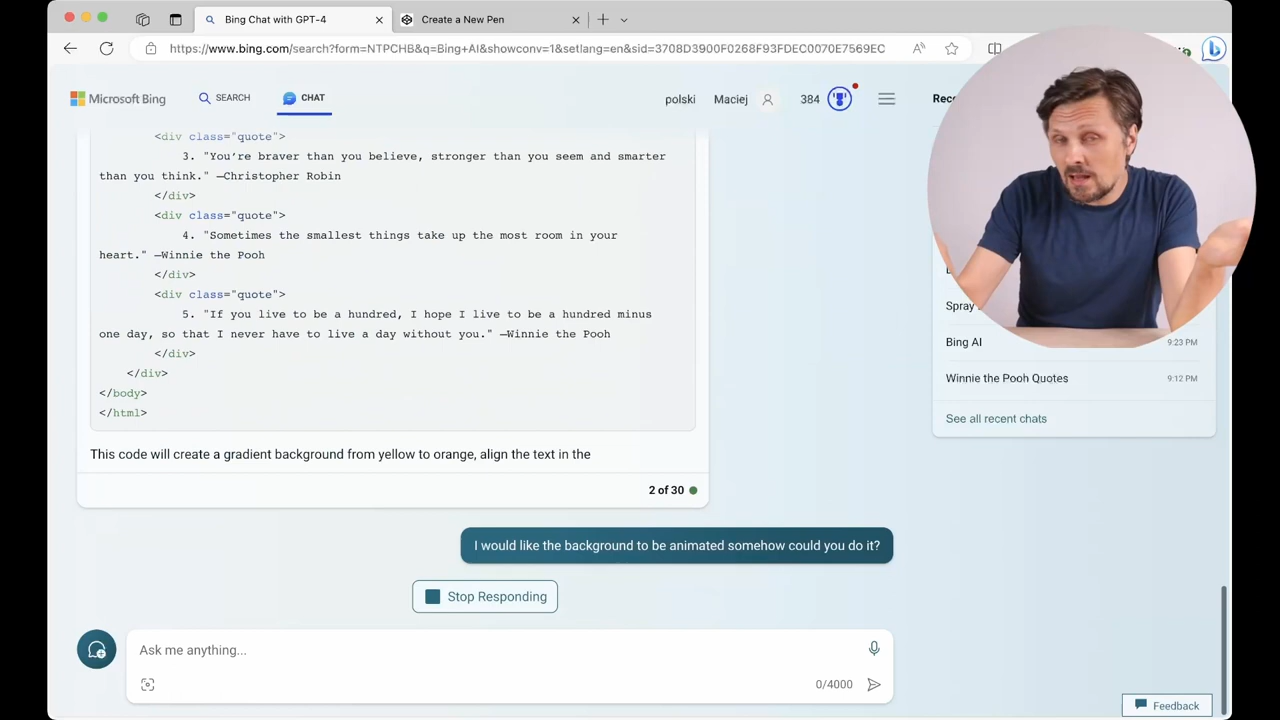 Bing Chat with GPT-4
Create a New Pen
https://www.bing.com/search?form=NTPCHB&q=Bing+AI&showconv=1&setlang=en&sid=3708D3900F0268F93FDEC0070E7569EC
Microsoft Bing
SEARCH
CHAT
polski
Maciej
384
<div class="quote">
3. "You're braver than you believe, stronger than you seem and smarter
than you think." —Christopher Robin
</div>
<div class="quote">
4. "Sometimes the smallest things take up the most room in your
heart." —Winnie the Pooh
</div>
<div class="quote">
5. "If you live to be a hundred, I hope I live to be a hundred minus
one day, so that I never have to live a day without you." —Winnie the Pooh
</div>
</div>
</body>
</html>
This code will create a gradient background from yellow to orange, align the text in the
2 of 30
I would like the background to be animated somehow could you do it?
Stop Responding
Ask me anything...
0/4000
Spray
Bing AI
9:23 PM
Winnie the Pooh Quotes
9:12 PM
See all recent chats
Feedback